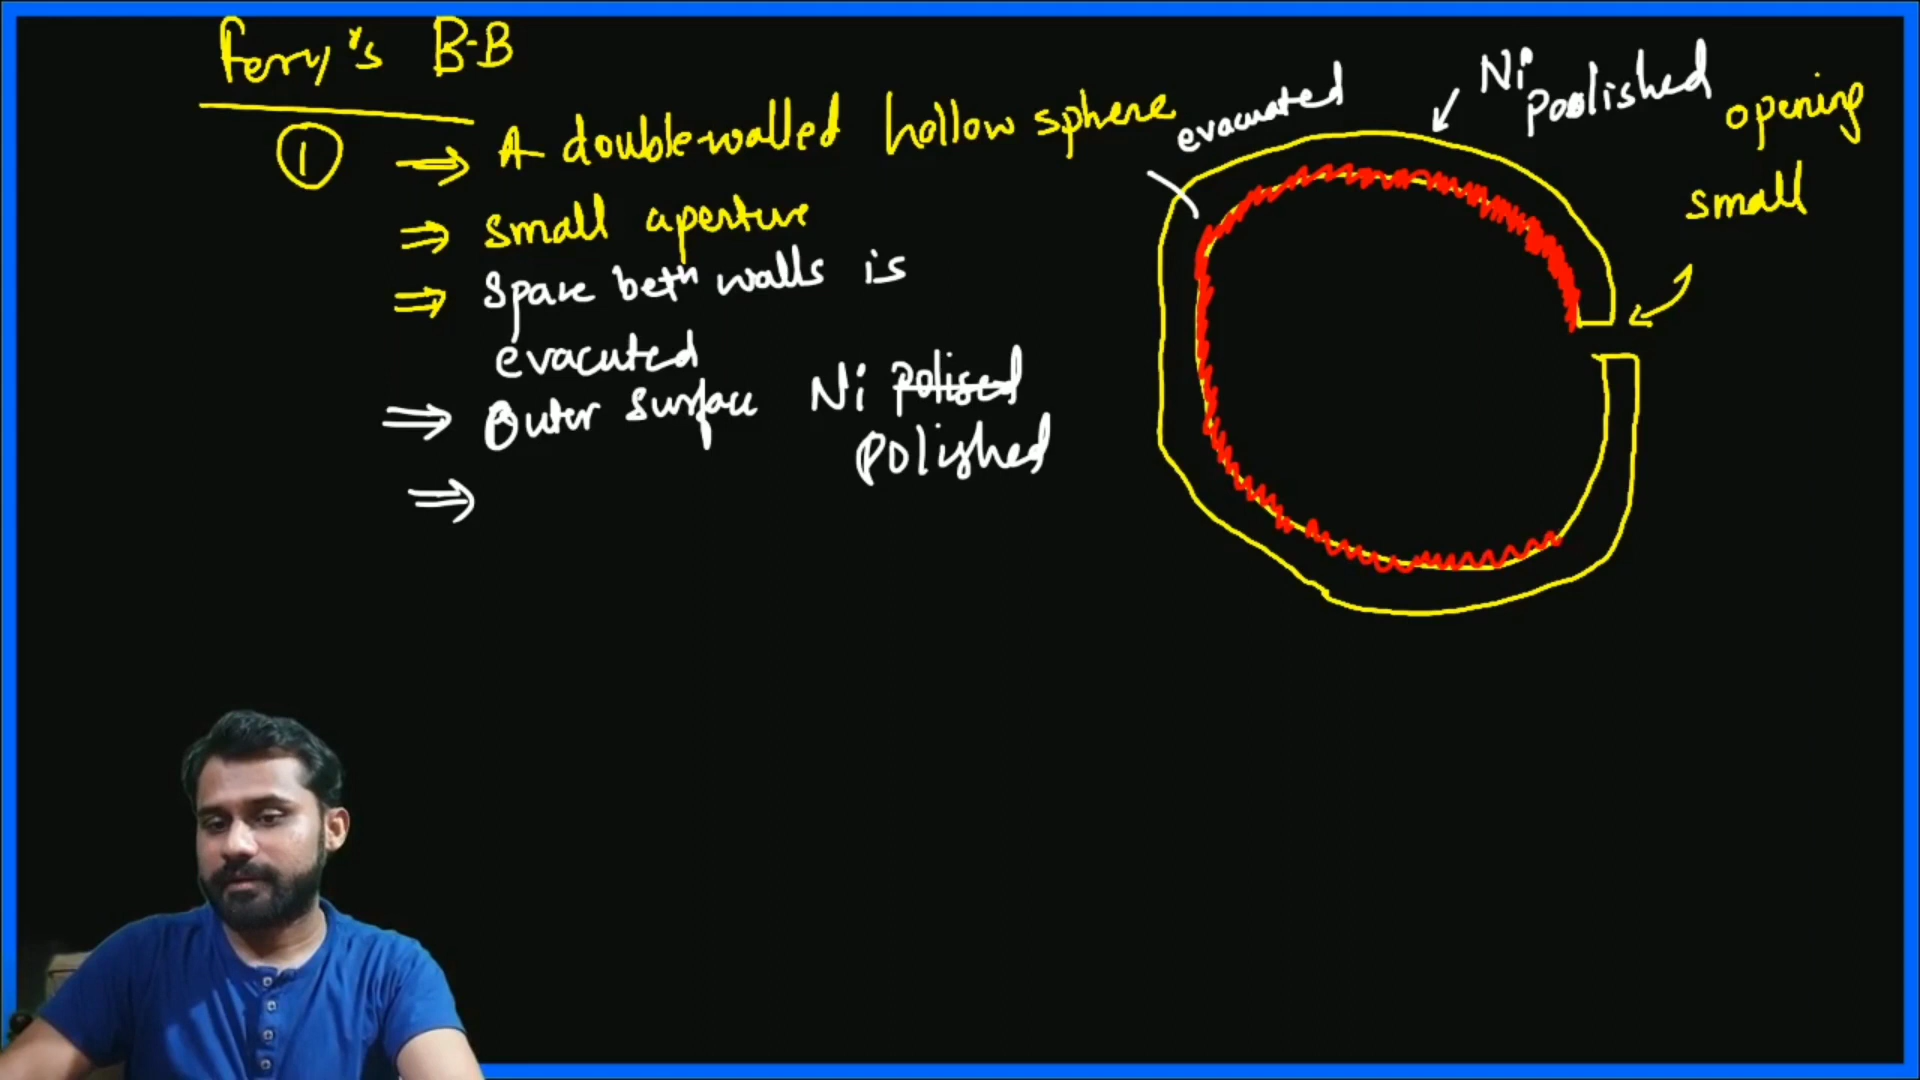 Ferry's B-B
① ⇒ A double-walled hollow sphere
⇒ small aperture
⇒ Space betⁿ walls is
evacuted
⇒ Outer surface Ni polised
polished
⇒
evacuated
Ni
poolished
opening
small